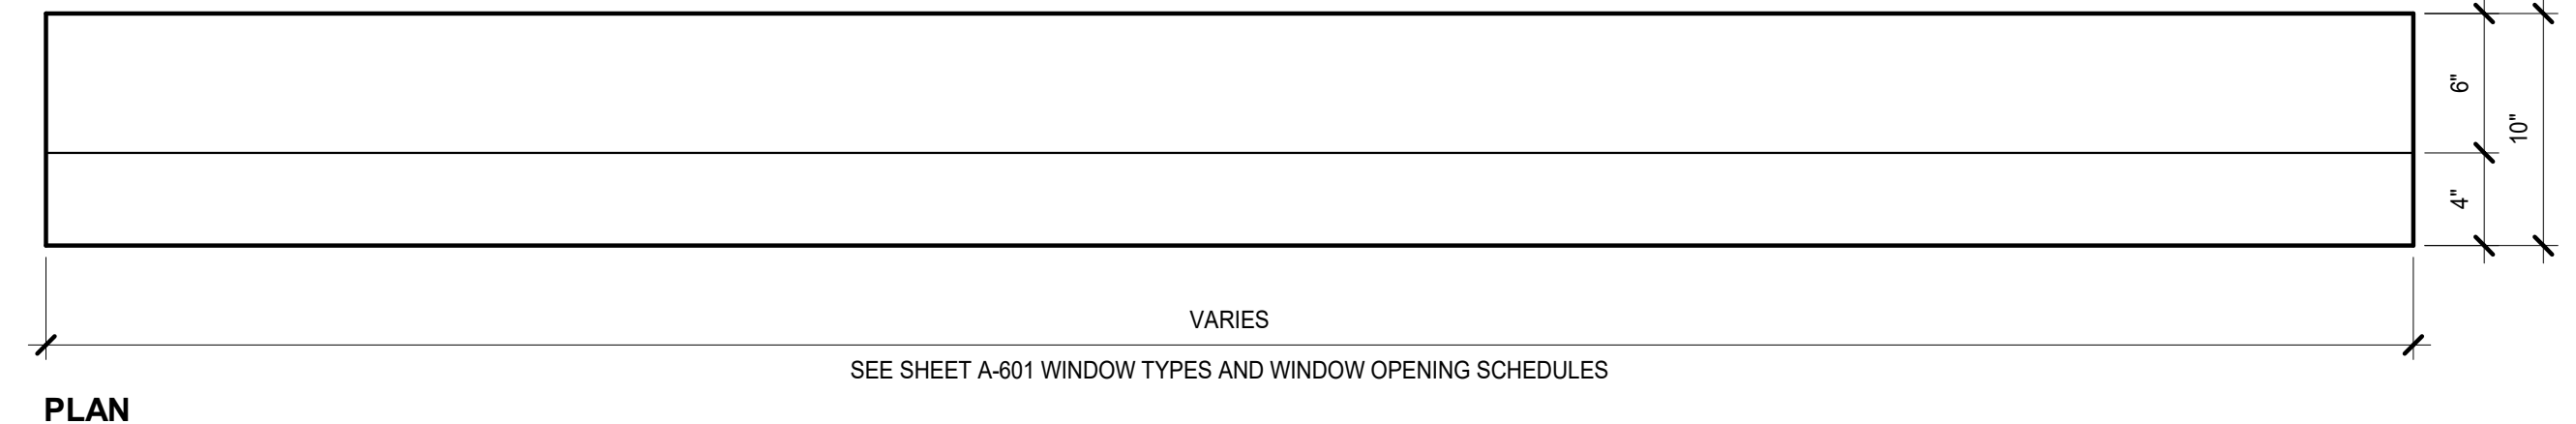 6"
10"
4"
VARIES
SEE SHEET A-601 WINDOW TYPES AND WINDOW OPENING SCHEDULES
PLAN